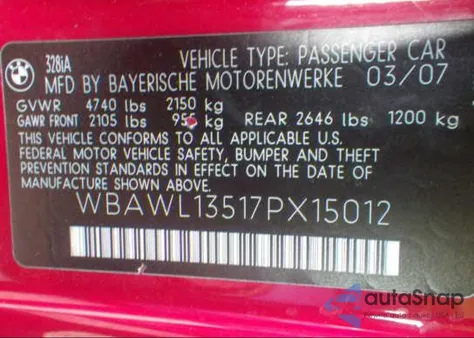 BMW
328iA
VEHICLE TYPE: PASSENGER CAR
MFD BY BAYERISCHE MOTORENWERKE 03/07
GVWR 4740 lbs 2150 kg
GAWR FRONT 2105 lbs kg REAR 2646 lbs 1200 kg
THIS VEHICLE CONFORMS TO ALL APPLICABLE U.S.
FEDERAL MOTOR VEHICLE SAFETY, BUMPER AND THEFT
PREVENTION STANDARDS IN EFFECT ON THE DATE
OF MANUFACTURE SHOWN ABOVE
WBAWL13517PX15012
autoSnap